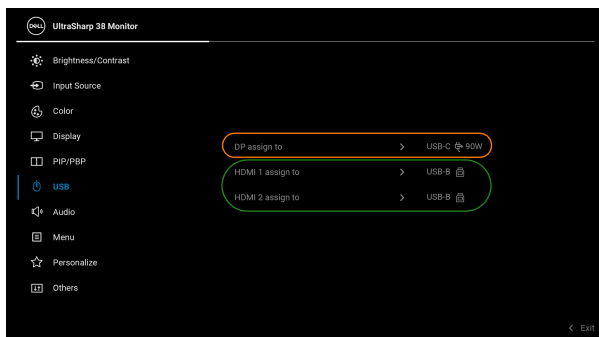 DELL UltraSharp 38 Monitor
Brightness/Contrast
Input Source
Color
Display
PIP/PBP
USB
Audio
Menu
Personalize
Others
DP assign to > USB-C 90W
HDMI 1 assign to > USB-B
HDMI 2 assign to > USB-B
< Exit